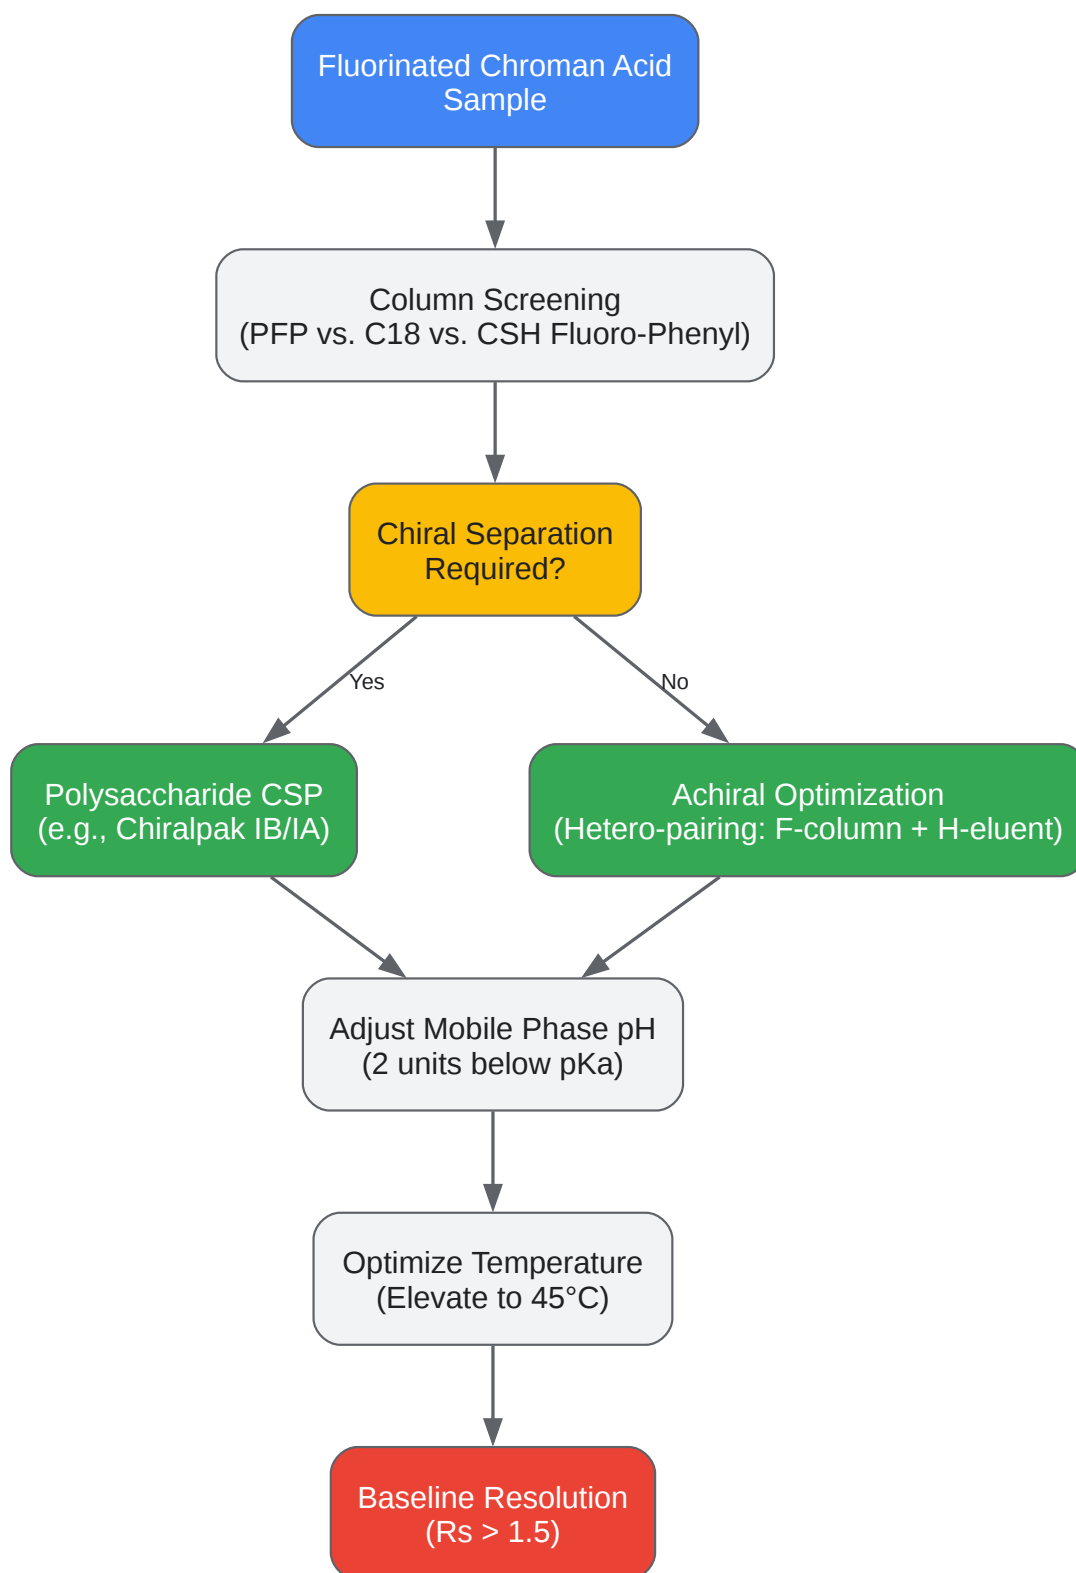 Fluorinated Chroman Acid
Sample
Column Screening
(PFP vs. C18 vs. CSH Fluoro-Phenyl)
Chiral Separation
Required?
Yes
No
Polysaccharide CSP
(e.g., Chiralpak IB/IA)
Achiral Optimization
(Hetero-pairing: F-column + H-eluent)
Adjust Mobile Phase pH
(2 units below pKa)
Optimize Temperature
(Elevate to 45°C)
Baseline Resolution
(Rs > 1.5)